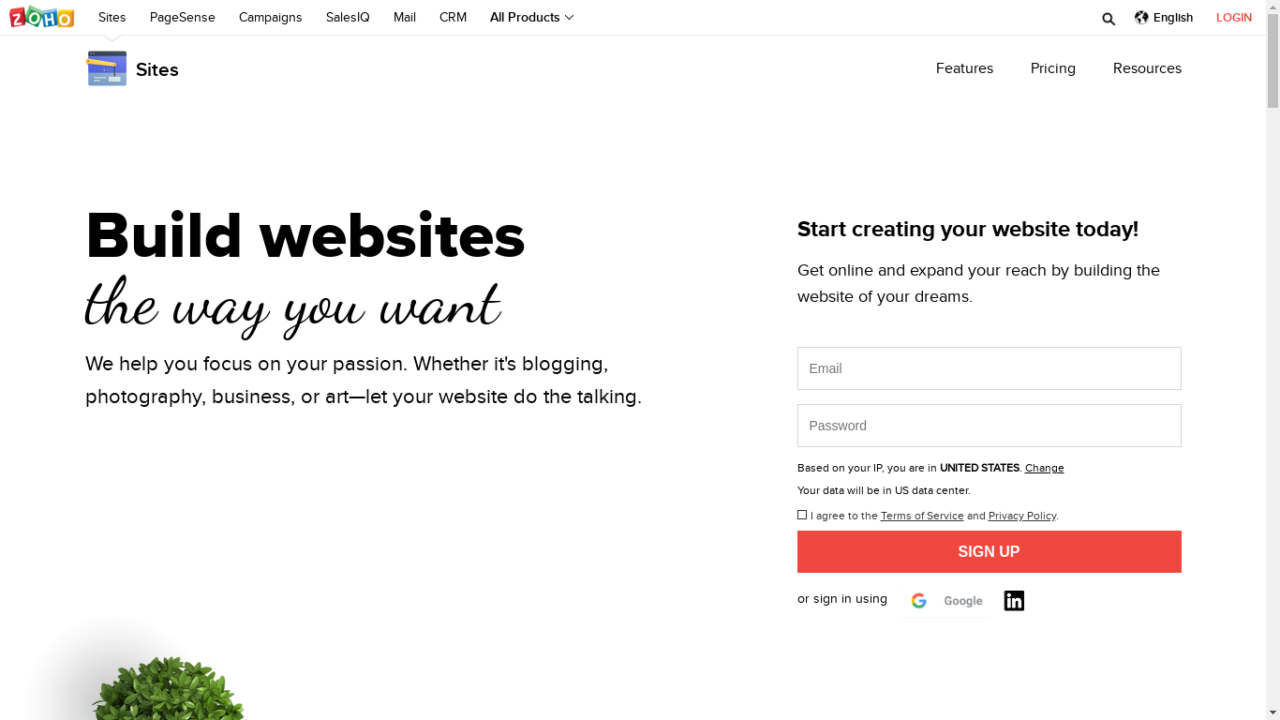 ZOHO Sites PageSense Campaigns SalesIQ Mail CRM All Products English LOGIN
Sites Features Pricing Resources
Build websites
the way you want
We help you focus on your passion. Whether it's blogging,
photography, business, or art—let your website do the talking.
Start creating your website today!
Get online and expand your reach by building the
website of your dreams.
Email
Password
Based on your IP, you are in UNITED STATES. Change
Your data will be in US data center.
I agree to the Terms of Service and Privacy Policy.
SIGN UP
or sign in using Google in